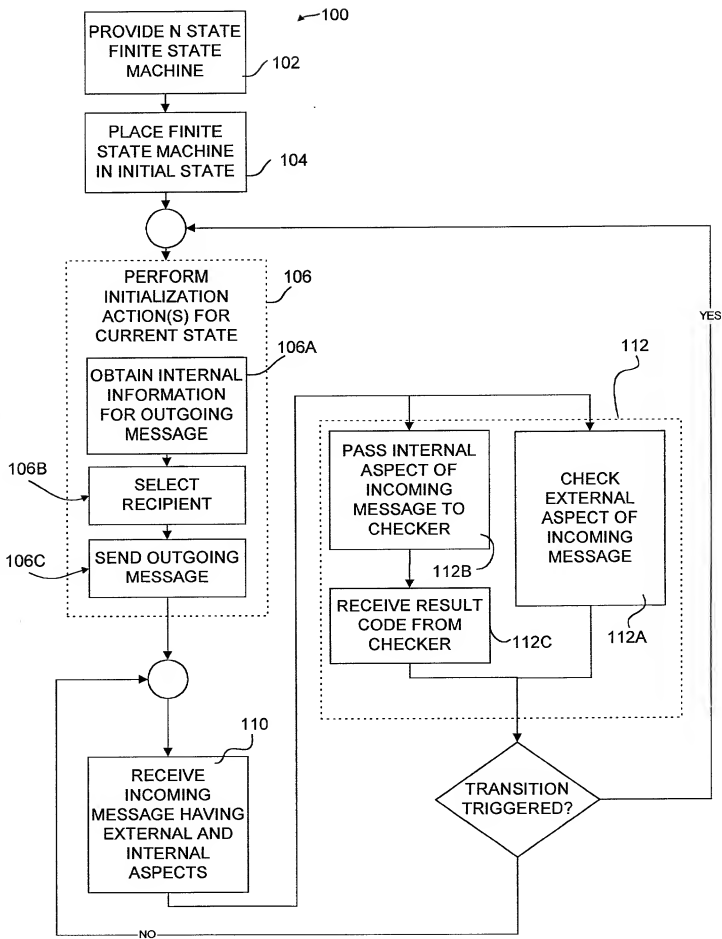 100
PROVIDE N STATE
FINITE STATE
MACHINE
102
PLACE FINITE
STATE MACHINE
IN INITIAL STATE
104
PERFORM
INITIALIZATION
ACTION(S) FOR
CURRENT STATE
106
106A
OBTAIN INTERNAL
INFORMATION
FOR OUTGOING
MESSAGE
106B
SELECT
RECIPIENT
106C
SEND OUTGOING
MESSAGE
110
RECEIVE
INCOMING
MESSAGE HAVING
EXTERNAL AND
INTERNAL
ASPECTS
112
PASS INTERNAL
ASPECT OF
INCOMING
MESSAGE TO
CHECKER
112B
RECEIVE RESULT
CODE FROM
CHECKER
112C
CHECK
EXTERNAL
ASPECT OF
INCOMING
MESSAGE
112A
TRANSITION
TRIGGERED?
YES
NO